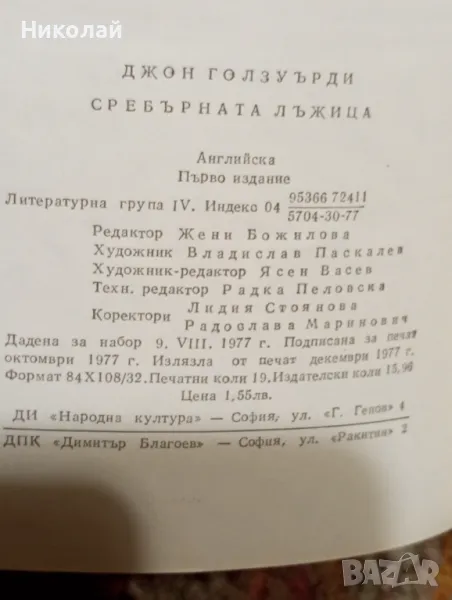 Николай
ДЖОН ГОЛЗУЪРДИ
СРЕБЪРНАТА ЛЪЖИЦА
Английска
Първо издание
Литературна група IV. Индекс 04 95366 72411
5704-30-77
Редактор Жени Божилова
Художник Владислав Паскалев
Художник-редактор Ясен Васев
Техн. редактор Радка Пеловска
Коректори Лидия Стоянова
Радослава Маринович
Дадена за набор 9. VIII. 1977 г. Подписана за печат
октомври 1977 г. Излязла от печат декември 1977 г.
Формат 84X108/32. Печатни коли 19. Издателски коли 15,96
Цена 1,55лв.
ДИ «Народна култура» — София, ул. «Г. Генов» 4
ДПК «Димитър Благоев» — София, ул. «Ракитин» 2
BAZAR